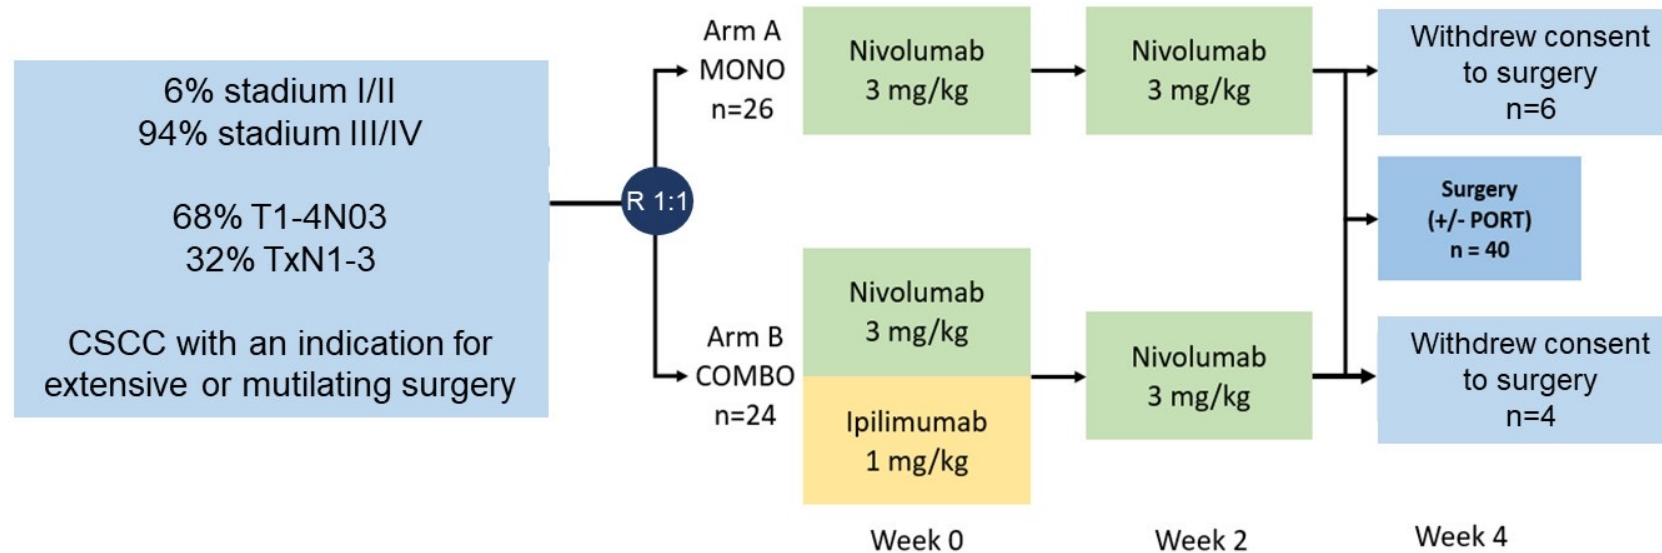 6% stadium I/II
94% stadium III/IV
68% T1-4N03
32% TxN1-3
CSCC with an indication for
extensive or mutilating surgery
R 1:1
Arm A
MONO
n=26
Nivolumab
3 mg/kg
Nivolumab
3 mg/kg
Withdrew consent
to surgery
n=6
Surgery
(+/- PORT)
n = 40
Arm B
COMBO
n=24
Nivolumab
3 mg/kg
Ipilimumab
1 mg/kg
Nivolumab
3 mg/kg
Withdrew consent
to surgery
n=4
Week 0
Week 2
Week 4